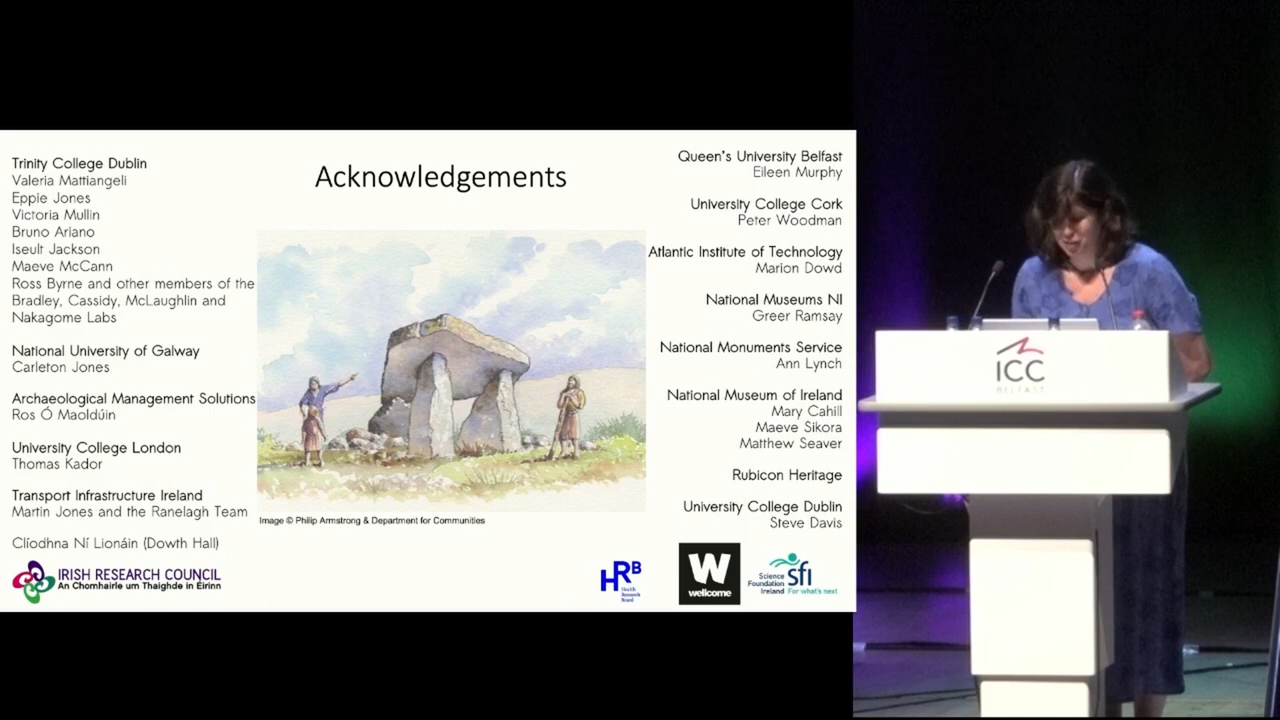 Acknowledgements
Trinity College Dublin
Valeria Mattiangeli
Eppie Jones
Victoria Mullin
Bruno Ariano
Iseult Jackson
Maeve McCann
Ross Byrne and other members of the
Bradley, Cassidy, McLaughlin and
Nakagome Labs
National University of Galway
Carleton Jones
Archaeological Management Solutions
Ros Ó Maoldúin
University College London
Thomas Kador
Transport Infrastructure Ireland
Martin Jones and the Ranelagh Team
Clíodhna Ní Lionáin (Dowth Hall)
IRISH RESEARCH COUNCIL
An Chomhairle um Thaighde in Éirinn
Image © Philip Armstrong & Department for Communities
Queen's University Belfast
Eileen Murphy
University College Cork
Peter Woodman
Atlantic Institute of Technology
Marion Dowd
National Museums NI
Greer Ramsay
National Monuments Service
Ann Lynch
National Museum of Ireland
Mary Cahill
Maeve Sikora
Matthew Seaver
Rubicon Heritage
University College Dublin
Steve Davis
HRB
Health
Research
Board
W
wellcome
Science
Foundation
Ireland
sfi
For what's next
ICC
BELFAST